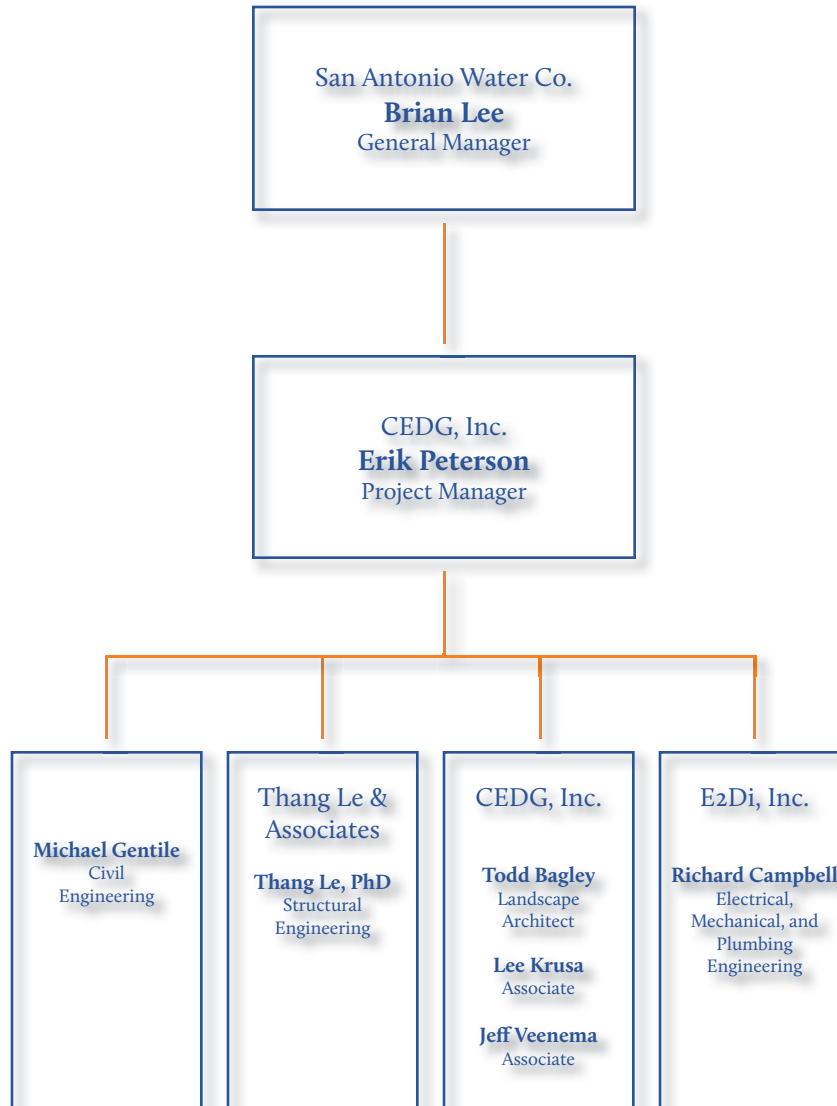 San Antonio Water Co.
Brian Lee
General Manager
CEDG, Inc.
Erik Peterson
Project Manager
Michael Gentile
Civil
Engineering
Thang Le &
Associates
Thang Le, PhD
Structural
Engineering
CEDG, Inc.
Todd Bagley
Landscape
Architect
Lee Krusa
Associate
Jeff Veenema
Associate
E2Di, Inc.
Richard Campbell
Electrical,
Mechanical, and
Plumbing
Engineering